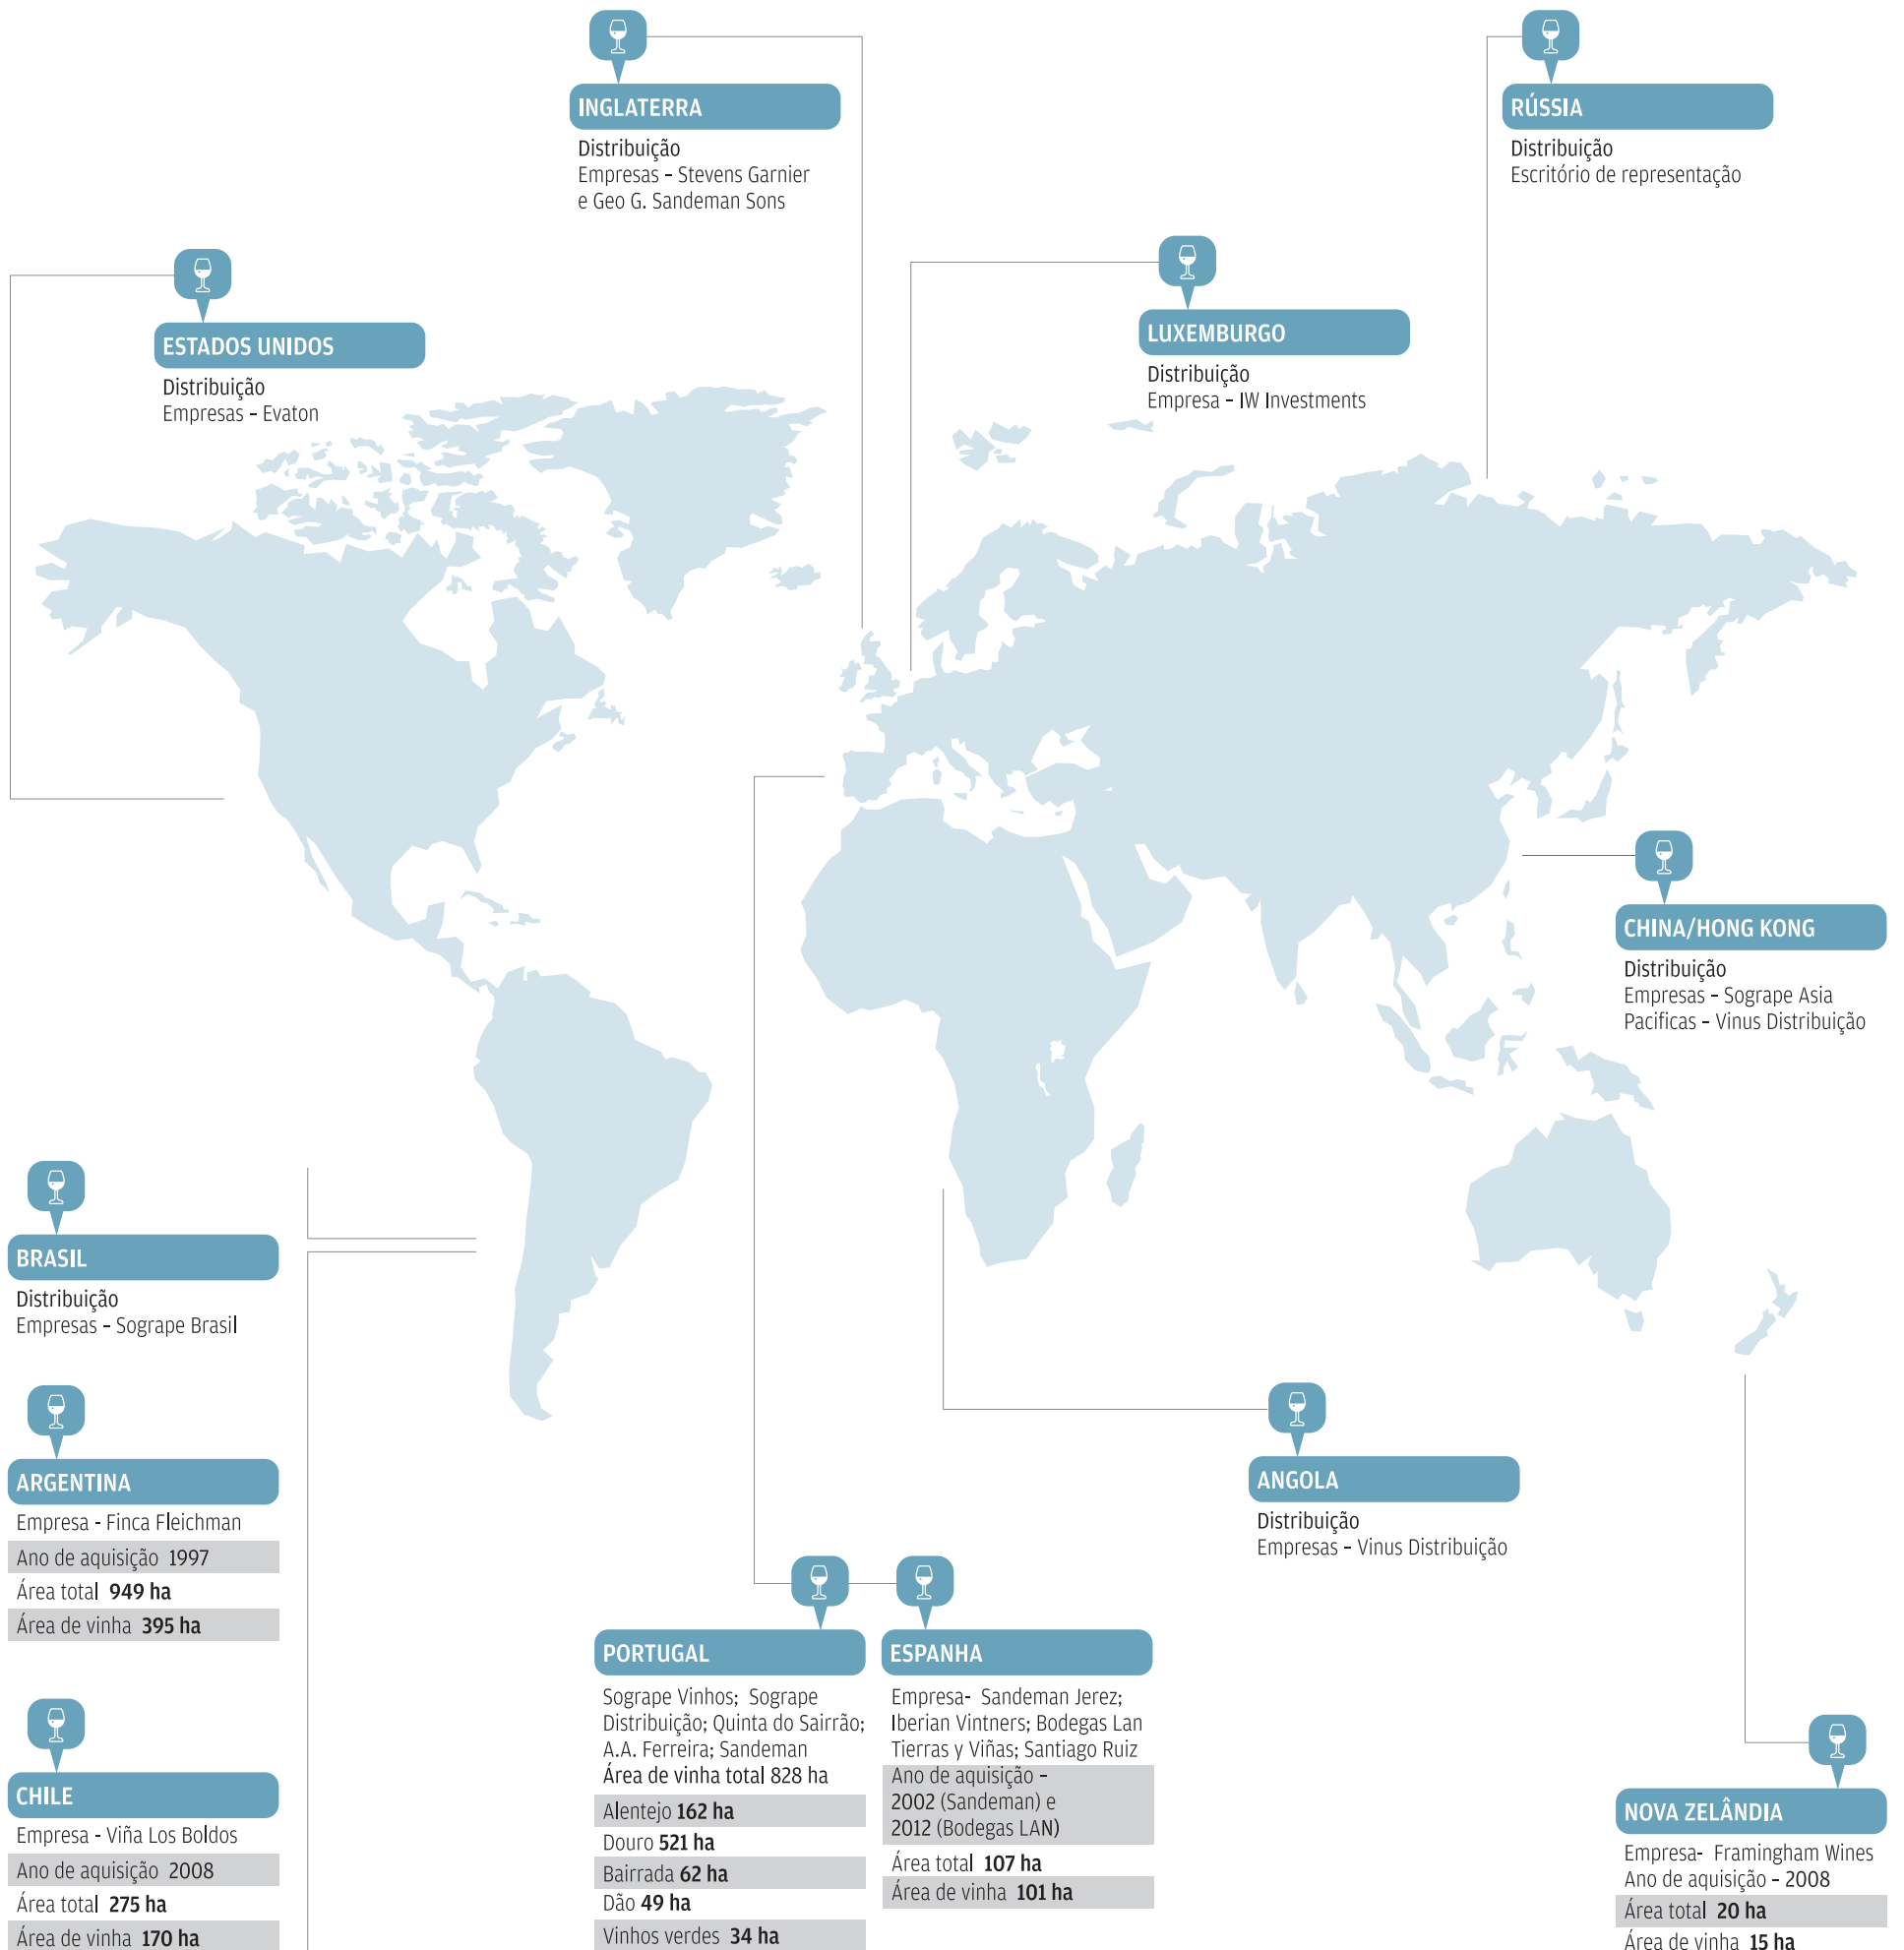 INGLATERRA
Distribuição
Empresas – Stevens Garnier
e Geo G. Sandeman Sons
RÚSSIA
Distribuição
Escritório de representação
ESTADOS UNIDOS
Distribuição
Empresas – Evaton
LUXEMBURGO
Distribuição
Empresa – IW Investments
CHINA/HONG KONG
Distribuição
Empresas – Sogrape Asia
Pacificas – Vinus Distribuição
BRASIL
Distribuição
Empresas – Sogrape Brasil
ARGENTINA
Empresa - Finca Fleichman
Ano de aquisição 1997
Área total 949 ha
Área de vinha 395 ha
CHILE
Empresa - Viña Los Boldos
Ano de aquisição 2008
Área total 275 ha
Área de vinha 170 ha
ANGOLA
Distribuição
Empresas – Vinus Distribuição
PORTUGAL
Sogrape Vinhos; Sogrape
Distribuição; Quinta do Sairrão;
A.A. Ferreira; Sandeman
Área de vinha total 828 ha
Alentejo 162 ha
Douro 521 ha
Bairrada 62 ha
Dão 49 ha
Vinhos verdes 34 ha
ESPANHA
Empresa- Sandeman Jerez;
Iberian Vintners; Bodegas Lan
Tierras y Viñas; Santiago Ruiz
Ano de aquisição –
2002 (Sandeman) e
2012 (Bodegas LAN)
Área total 107 ha
Área de vinha 101 ha
NOVA ZELÂNDIA
Empresa- Framingham Wines
Ano de aquisição – 2008
Área total 20 ha
Área de vinha 15 ha